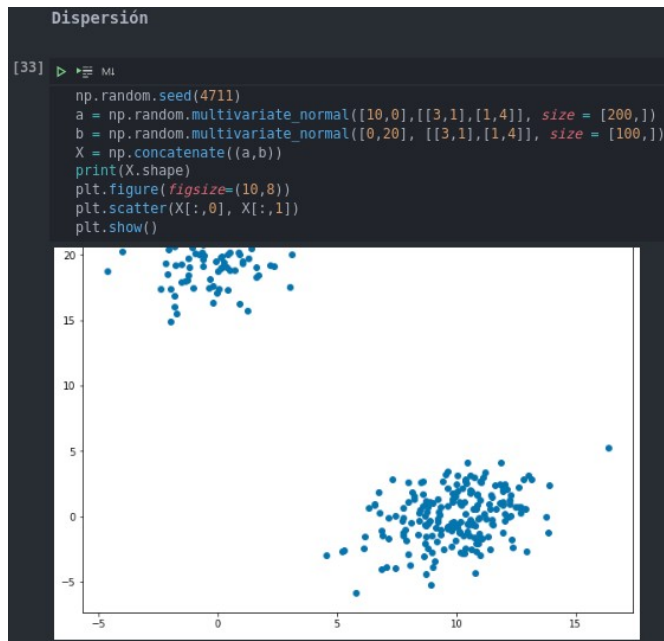 Dispersión
[33] M↓
np.random.seed(4711)
a = np.random.multivariate_normal([10,0],[[3,1],[1,4]], size = [200,])
b = np.random.multivariate_normal([0,20], [[3,1],[1,4]], size = [100,])
X = np.concatenate((a,b))
print(X.shape)
plt.figure(figsize=(10,8))
plt.scatter(X[:,0], X[:,1])
plt.show()
20
15
10
5
0
−5
−5 0 5 10 15